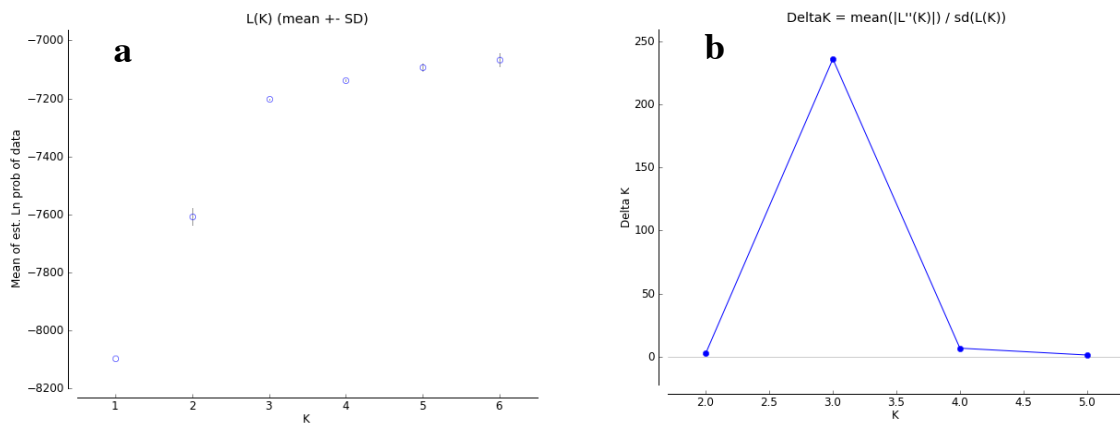 L(K) (mean +- SD)
a
−7000
−7200
−7400
−7600
−7800
−8000
−8200
Mean of est. Ln prob of data
1 2 3 4 5 6
K
DeltaK = mean(|L''(K)|) / sd(L(K))
b
250
200
150
100
50
0
Delta K
2.0 2.5 3.0 3.5 4.0 4.5 5.0
K